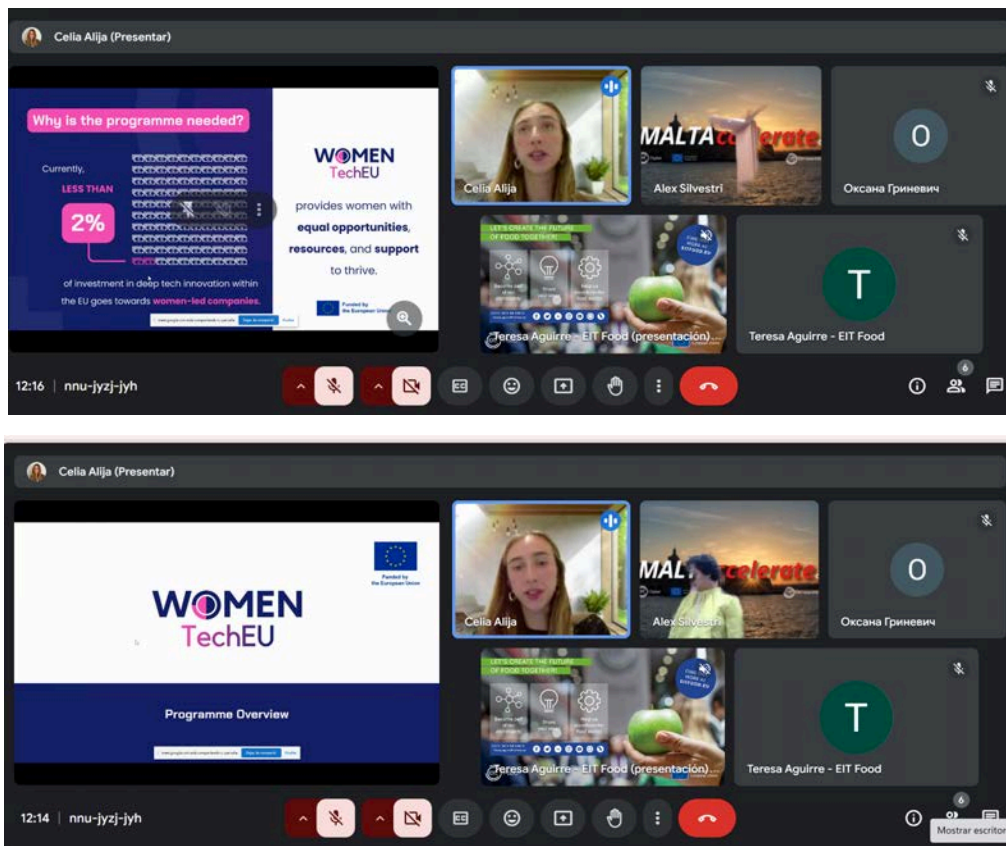 Celia Alija (Presentar)
Why is the programme needed?
Currently,
LESS THAN
2%
of investment in deep tech innovation within
the EU goes towards women-led companies.
WOMEN
TechEU
provides women with
equal opportunities,
resources, and support
to thrive.
Funded by
the European Union
Celia Alija
MALTAccelerate
Alex Silvestri
O
Оксана Гриневич
LET'S CREATE THE FUTURE
OF FOOD TOGETHER!
Teresa Aguirre - EIT Food (presentación)...
T
Teresa Aguirre - EIT Food
12:16 | nnu-jyzj-jyh
CC
6
Celia Alija (Presentar)
Funded by
the European Union
WOMEN
TechEU
Programme Overview
Celia Alija
Alex Silvestri
O
Оксана Гриневич
LET'S CREATE THE FUTURE
OF FOOD TOGETHER!
Teresa Aguirre - EIT Food (presentación)...
T
Teresa Aguirre - EIT Food
12:14 | nnu-jyzj-jyh
CC
6
Mostrar escritor